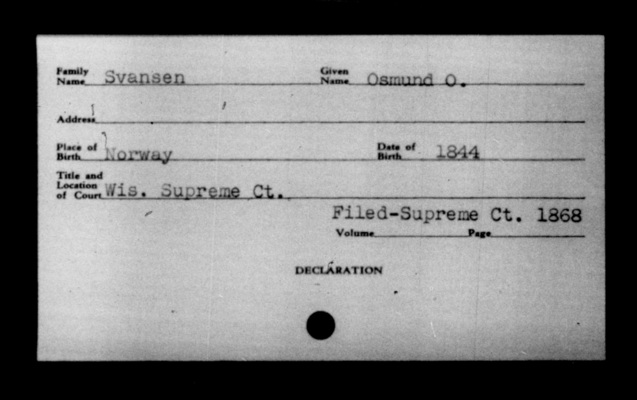 Family Name Svansen Given Name Osmund O.
Address
Place of Birth Norway Date of Birth 1844
Title and Location of Court Wis. Supreme Ct.
Filed-Supreme Ct. 1868
Volume Page
DECLARATION